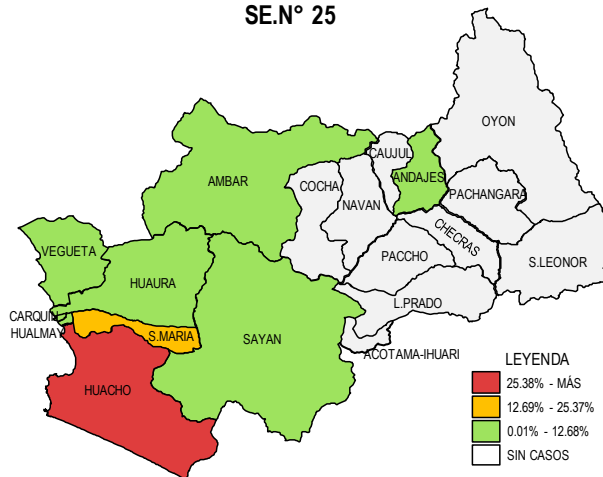 SE.N° 25
OYON
CAUJUL
AMBAR
COCHA
ANDAJES
PACHANGARA
NAVAN
CHECRAS
VEGUETA
PACCHO
S.LEONOR
HUAURA
L.PRADO
CARQUIN
HUALMAY
S.MARIA
SAYAN
ACOTAMA-IHUARI
HUACHO
LEYENDA
25.38% - MÁS
12.69% - 25.37%
0.01% - 12.68%
SIN CASOS